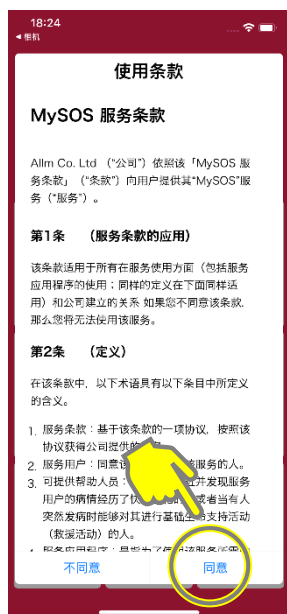 18:24
◀相机
使用条款
MySOS 服务条款
Allm Co. Ltd （“公司”）依照该「MySOS 服
务条款」（“条款”）向用户提供其“MySOS”服
务（“服务”）。
第1条　（服务条款的应用）
该条款适用于所有在服务使用方面（包括服务
应用程序的使用；同样的定义在下面同样适
用）和公司建立的关系 如果您不同意该条款，
那么您将无法使用该服务。
第2条　（定义）
在该条款中，以下术语具有以下条目中所定义
的含义。
1. 服务条款：基于该条款的一项协议，按照该
协议获得公司提供的
2. 服务用户：同意 服务的人。
3. 可提供帮助人员： 并发现服务
用户的病情经历了 或者当有人
突然发病时能够对其进行基础生命支持活动
（救援活动）的人。
不同意
同意